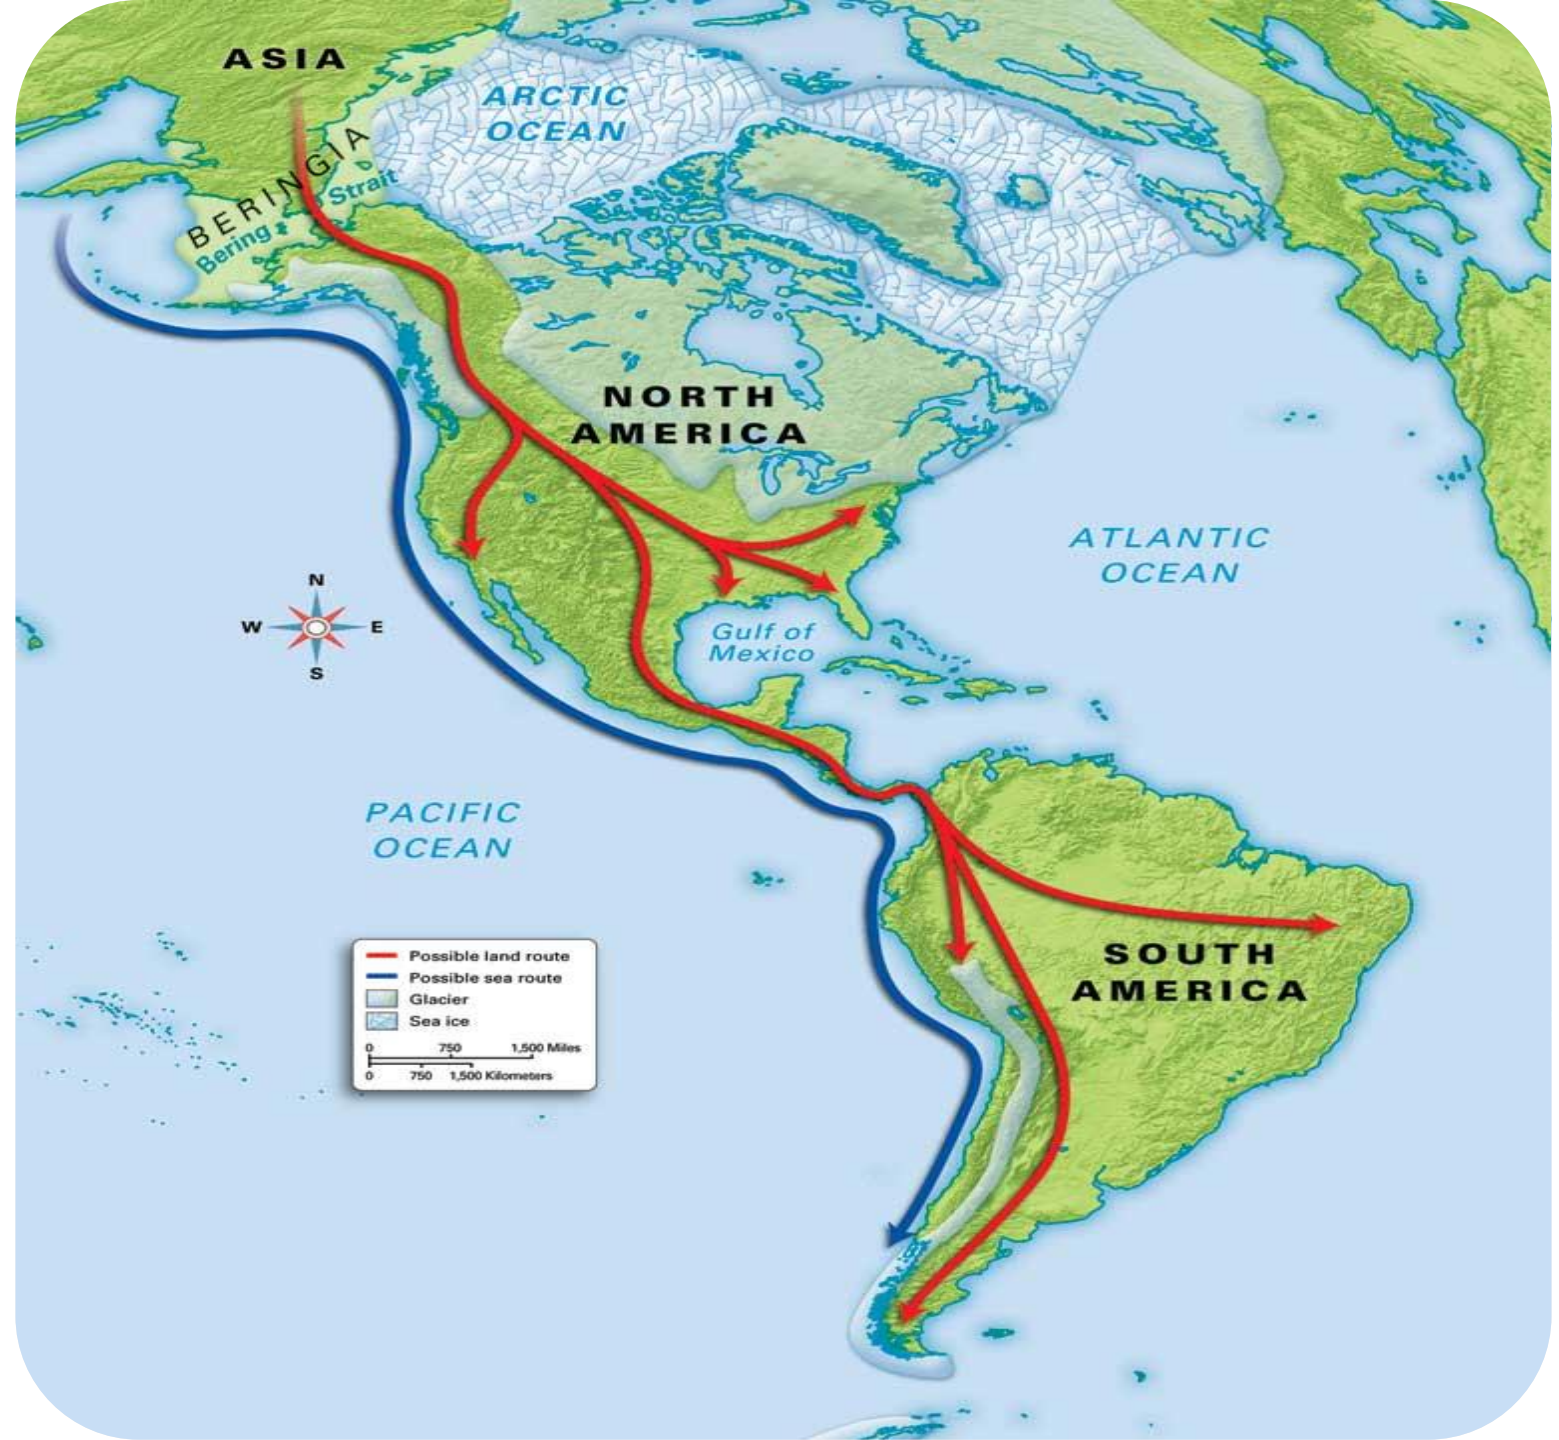 ASIA
ARCTIC
OCEAN
BERINGIA
Bering Strait
NORTH
AMERICA
ATLANTIC
OCEAN
N
W E
S
Gulf of
Mexico
PACIFIC
OCEAN
SOUTH
AMERICA
Possible land route
Possible sea route
Glacier
Sea ice
0 750 1,500 Miles
0 750 1,500 Kilometers